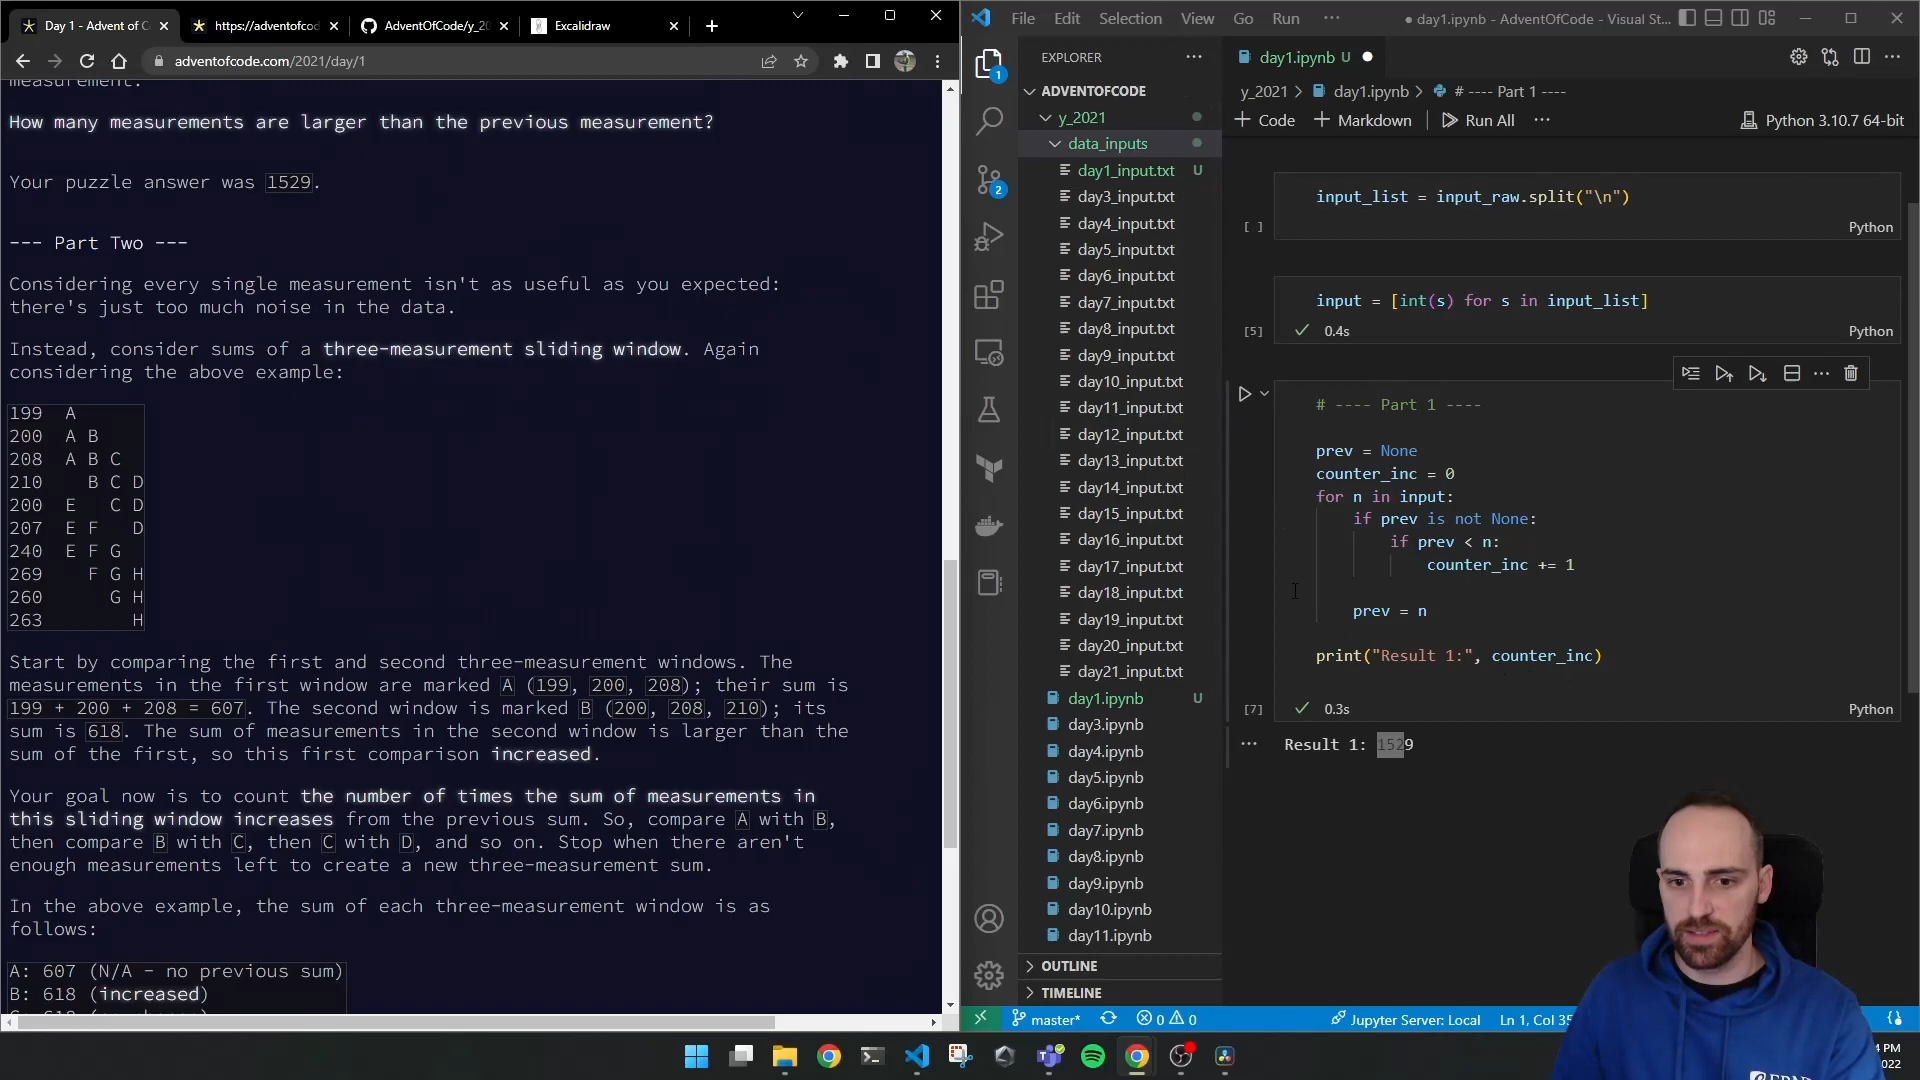 Day 1 - Advent of C
https://adventofcod
AdventOfCode/y_20
Excalidraw
adventofcode.com/2021/day/1
measurement.
How many measurements are larger than the previous measurement?
Your puzzle answer was 1529.
--- Part Two ---
Considering every single measurement isn't as useful as you expected:
there's just too much noise in the data.
Instead, consider sums of a three-measurement sliding window. Again
considering the above example:
199 A
200 A B
208 A B C
210 B C D
200 E C D
207 E F D
240 E F G
269 F G H
260 G H
263 H
Start by comparing the first and second three-measurement windows. The
measurements in the first window are marked A (199, 200, 208); their sum is
199 + 200 + 208 = 607. The second window is marked B (200, 208, 210); its
sum is 618. The sum of measurements in the second window is larger than the
sum of the first, so this first comparison increased.
Your goal now is to count the number of times the sum of measurements in
this sliding window increases from the previous sum. So, compare A with B,
then compare B with C, then C with D, and so on. Stop when there aren't
enough measurements left to create a new three-measurement sum.
In the above example, the sum of each three-measurement window is as
follows:
A: 607 (N/A - no previous sum)
B: 618 (increased)
File Edit Selection View Go Run ···
● day1.ipynb - AdventOfCode - Visual St...
EXPLORER
1
2
ADVENTOFCODE
y_2021
data_inputs
day1_input.txt U
day3_input.txt
day4_input.txt
day5_input.txt
day6_input.txt
day7_input.txt
day8_input.txt
day9_input.txt
day10_input.txt
day11_input.txt
day12_input.txt
day13_input.txt
day14_input.txt
day15_input.txt
day16_input.txt
day17_input.txt
day18_input.txt
day19_input.txt
day20_input.txt
day21_input.txt
day1.ipynb U
day3.ipynb
day4.ipynb
day5.ipynb
day6.ipynb
day7.ipynb
day8.ipynb
day9.ipynb
day10.ipynb
day11.ipynb
OUTLINE
TIMELINE
day1.ipynb U
y_2021 > day1.ipynb > # ---- Part 1 ----
+ Code + Markdown Run All ···
Python 3.10.7 64-bit
input_list = input_raw.split("\n")
[ ] Python
input = [int(s) for s in input_list]
[5] 0.4s Python
# ---- Part 1 ----
prev = None
counter_inc = 0
for n in input:
if prev is not None:
if prev < n:
counter_inc += 1
prev = n
print("Result 1:", counter_inc)
[7] 0.3s Python
Result 1: 1529
master* 0 0
Jupyter Server: Local Ln 1, Col 35
4 PM
022